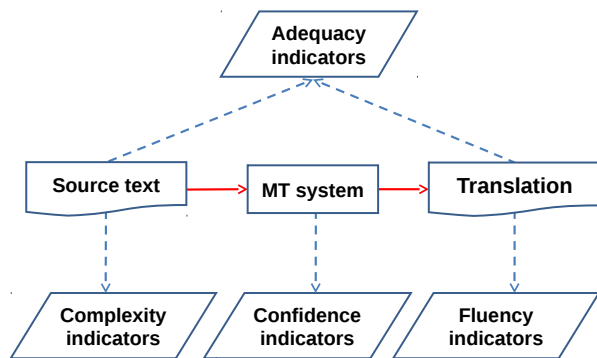 Adequacy
indicators
Source text
MT system
Translation
Complexity
indicators
Confidence
indicators
Fluency
indicators